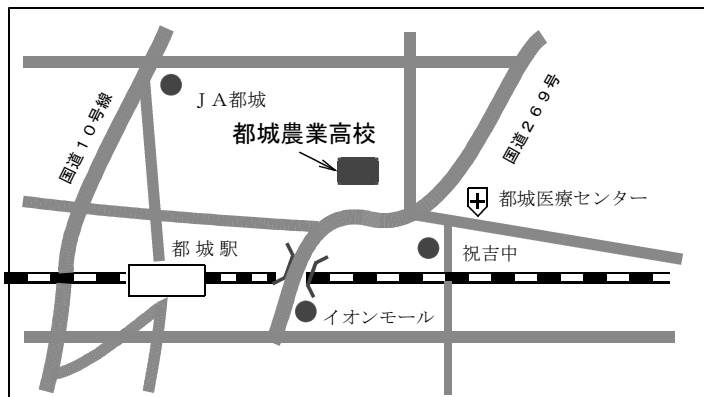 国道１０号線
ＪＡ都城
都城農業高校
国道２６９号
都城医療センター
都城駅
祝吉中
イオンモール